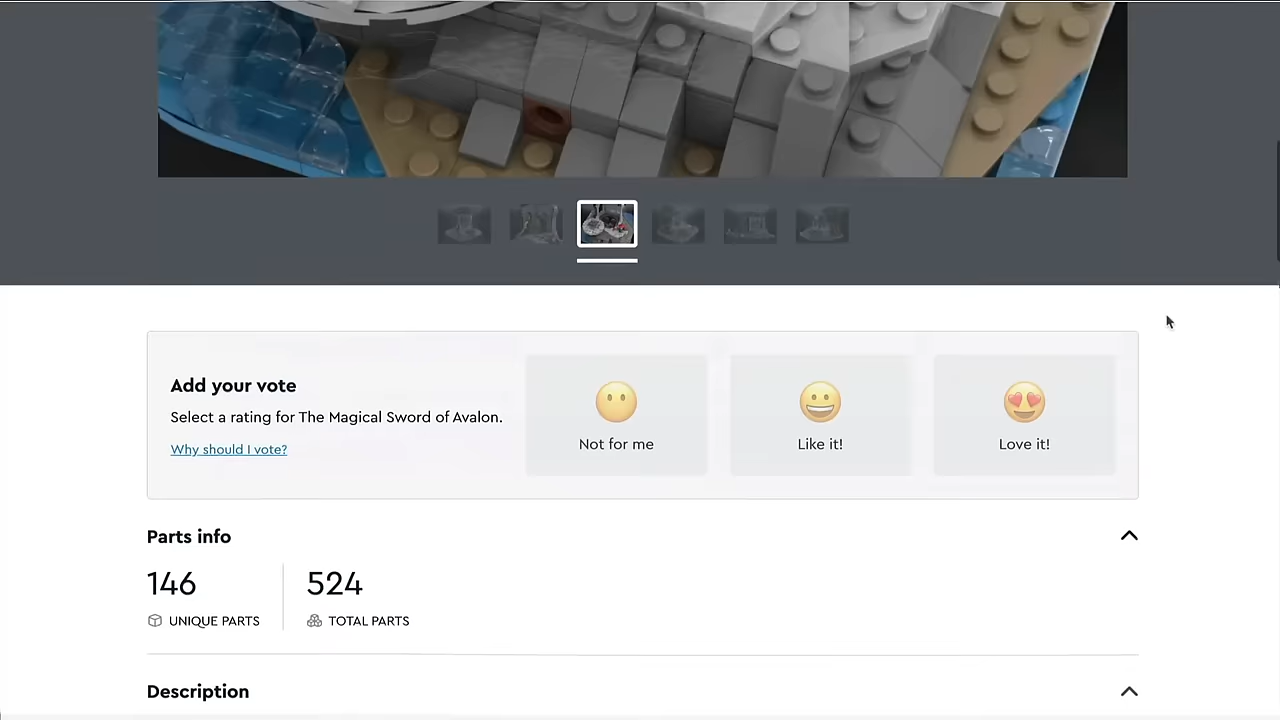 Add your vote
Select a rating for The Magical Sword of Avalon.
Why should I vote?
Not for me
Like it!
Love it!
Parts info
146
UNIQUE PARTS
524
TOTAL PARTS
Description